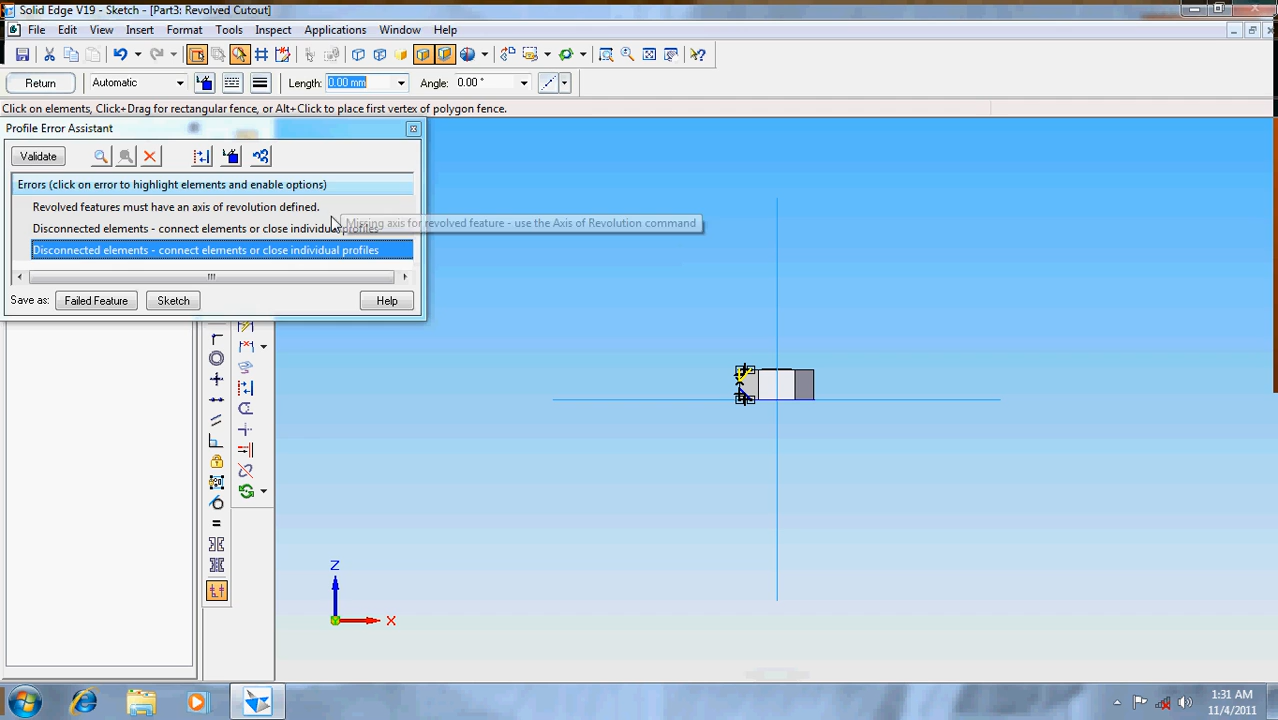 Solid Edge V19 - Sketch - [Part3: Revolved Cutout]
File Edit View Insert Format Tools Inspect Applications Window Help
Return Automatic Length: 0.00 mm Angle: 0.00 °
Click on elements, Click+Drag for rectangular fence, or Alt+Click to place first vertex of polygon fence.
Profile Error Assistant
Validate
Errors (click on error to highlight elements and enable options)
Revolved features must have an axis of revolution defined.
Missing axis for revolved feature - use the Axis of Revolution command
Disconnected elements - connect elements or close individual profiles
Disconnected elements - connect elements or close individual profiles
Save as: Failed Feature Sketch Help
Z
X
1:31 AM
11/4/2011